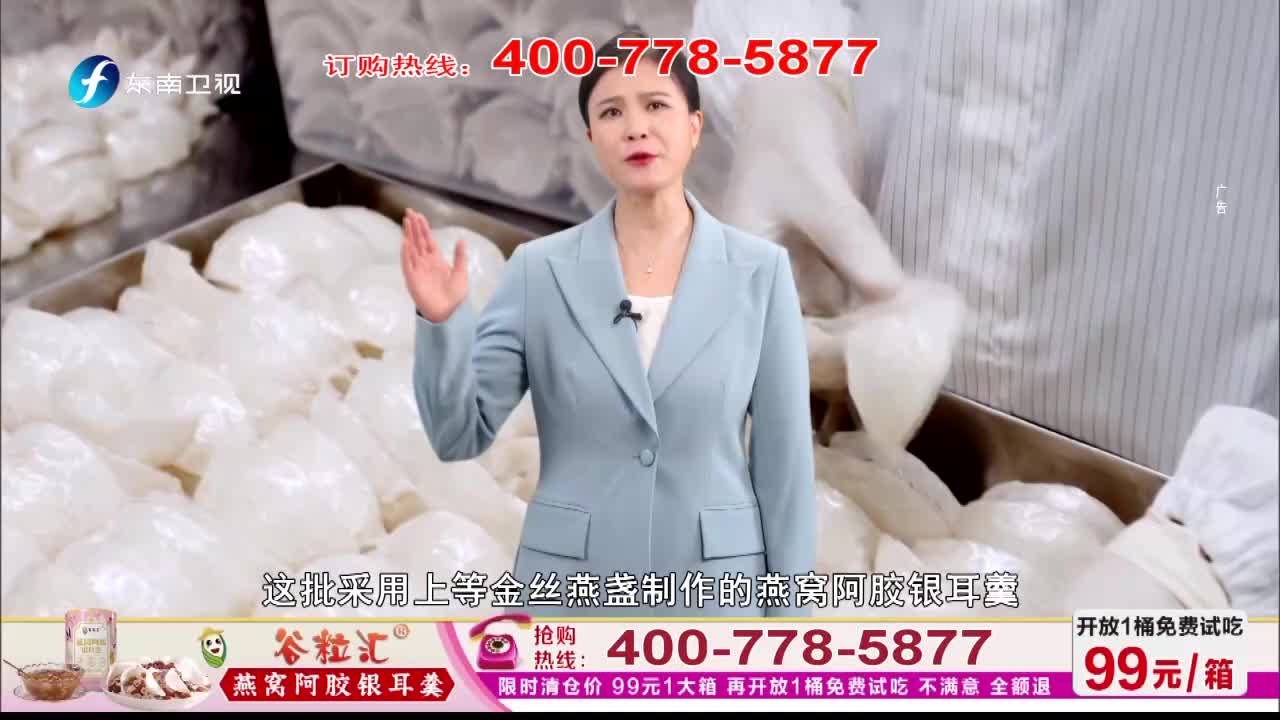 订购热线：400-778-5877
东南卫视
广告
这批采用上等金丝燕盏制作的燕窝阿胶银耳羹
谷粒汇®
燕窝阿胶银耳羹
抢购热线：400-778-5877
限时清仓价 99元1大箱 再开放1桶免费试吃 不满意 全额退
开放1桶免费试吃
99元/箱